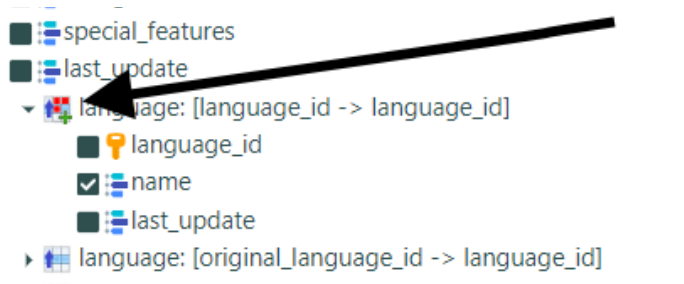 special_features
last_update
language: [language_id -> language_id]
language_id
name
last_update
language: [original_language_id -> language_id]